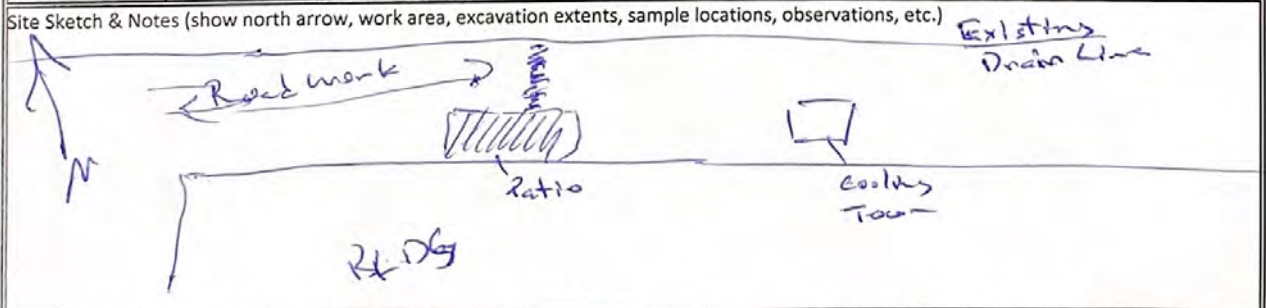 Site Sketch & Notes (show north arrow, work area, excavation extents, sample locations, observations, etc.)
Existing
Drain Line
Road work
N
Patio
Cooling
Tower
BLDG